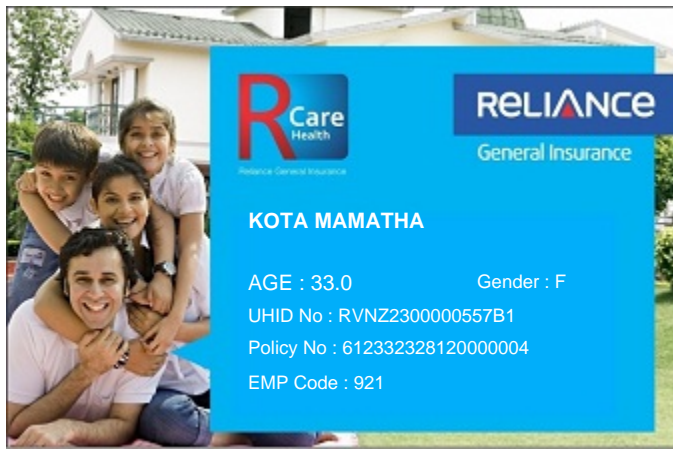 RCare
Health
Reliance General Insurance
RELIANCE
General Insurance
KOTA MAMATHA
AGE : 33.0
Gender : F
UHID No : RVNZ2300000557B1
Policy No : 612332328120000004
EMP Code : 921